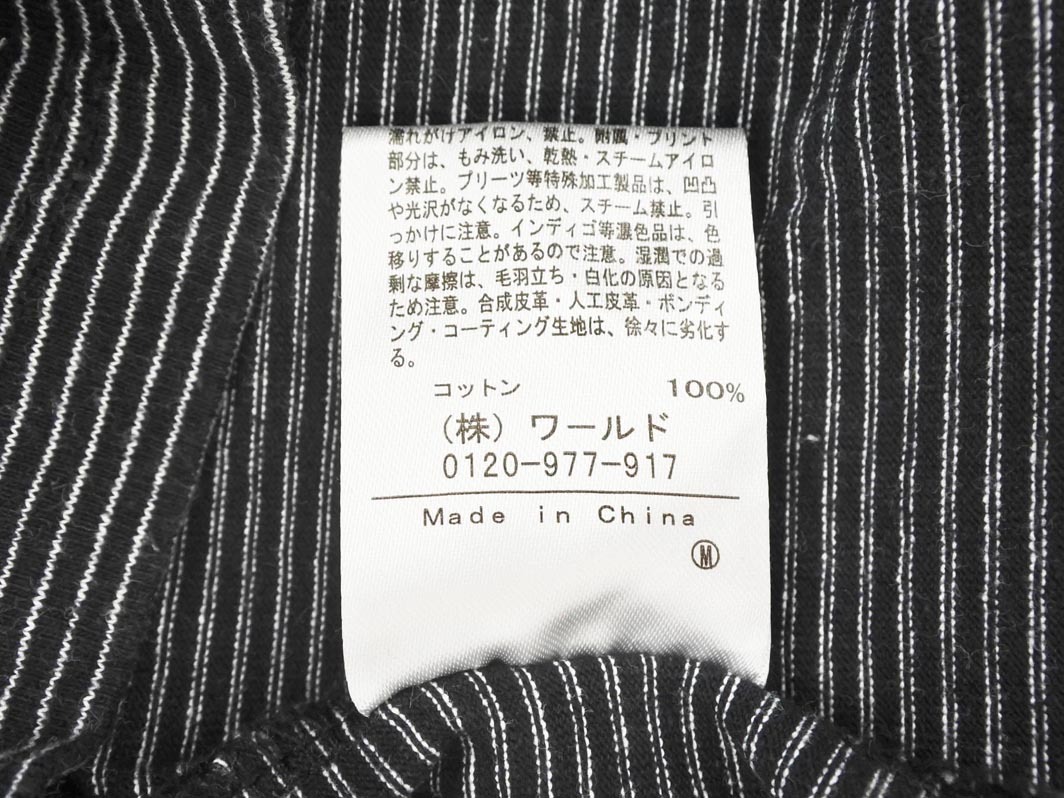 濡れがけアイロン、禁止。附属・プリント
部分は、もみ洗い、乾熱・スチームアイロ
ン禁止。プリーツ等特殊加工製品は、凹凸
や光沢がなくなるため、スチーム禁止。引
っかけに注意。インディゴ等濃色品は、色
移りすることがあるので注意。湿潤での過
剰な摩擦は、毛羽立ち・白化の原因となる
ため注意。合成皮革・人工皮革・ボンディ
ング・コーティング生地は、徐々に劣化す
る。
コットン 100%
(株) ワールド
0120-977-917
Made in China
Ⓜ